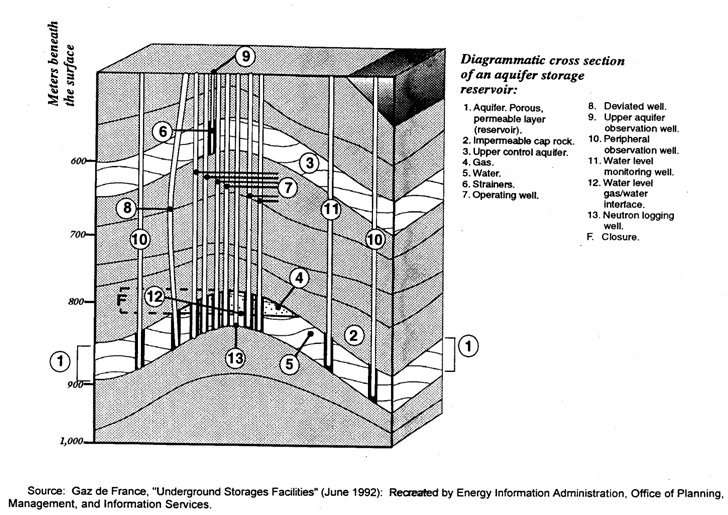 Meters beneath
the surface
Diagrammatic cross section
of an aquifer storage
reservoir:
1. Aquifer. Porous,
permeable layer
(reservoir).
2. Impermeable cap rock.
3. Upper control aquifer.
4. Gas.
5. Water.
6. Strainers.
7. Operating well.
8. Deviated well.
9. Upper aquifer
observation well.
10. Peripheral
observation well.
11. Water level
monitoring well.
12. Water level
gas/water
interface.
13. Neutron logging
well.
F. Closure.
9
6
600
3
7
8
11
10
10
700
4
800
F
12
2
1
1
13
5
900
1,000
Source: Gaz de France, "Underground Storages Facilities" (June 1992): Recreated by Energy Information Administration, Office of Planning,
Management, and Information Services.